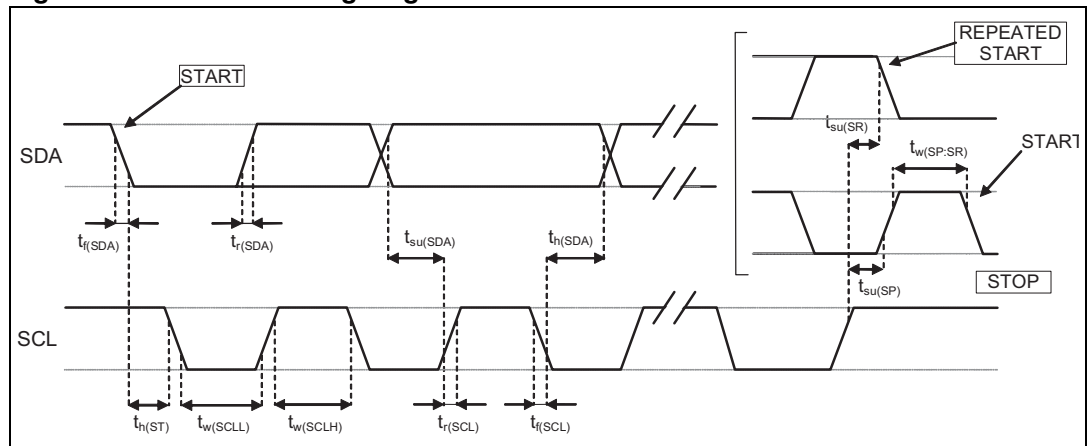 REPEATED
START
START
t_su(SR)
t_w(SP:SR)
START
SDA
t_f(SDA)
t_r(SDA)
t_su(SDA)
t_h(SDA)
t_su(SP)
STOP
SCL
t_h(ST)
t_w(SCLL)
t_w(SCLH)
t_r(SCL)
t_f(SCL)